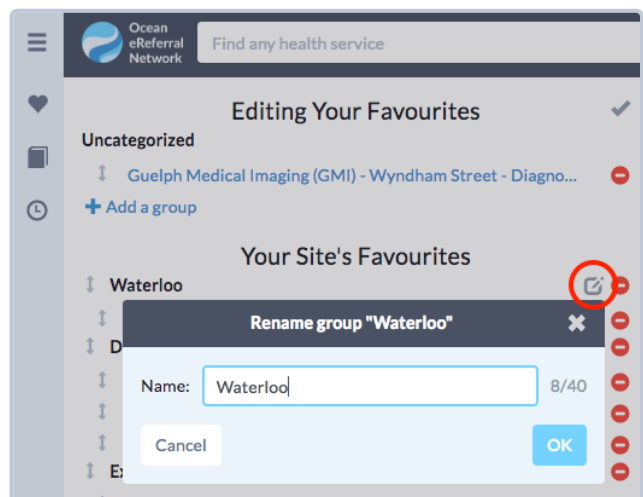 Ocean
eReferral
Network
Find any health service
Editing Your Favourites
Uncategorized
Guelph Medical Imaging (GMI) - Wyndham Street - Diagno...
Add a group
Your Site's Favourites
Waterloo
Rename group "Waterloo"
D
Name: Waterloo 8/40
Cancel OK
Ex